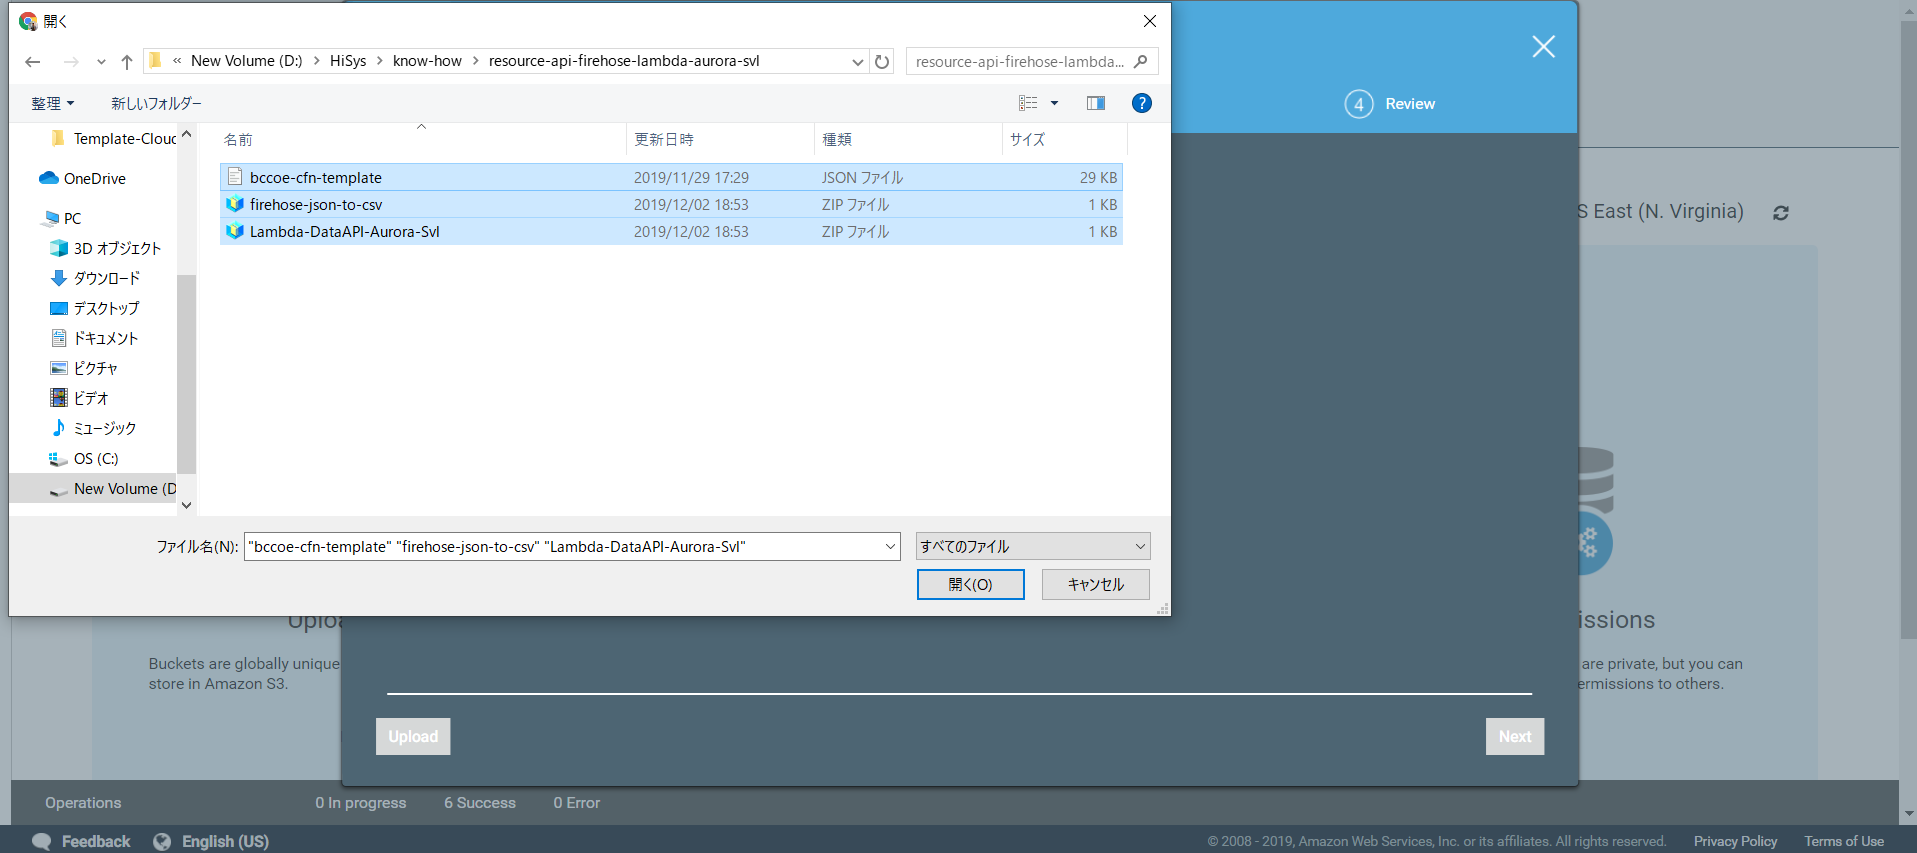 開く
« New Volume (D:) > HiSys > know-how > resource-api-firehose-lambda-aurora-svl
resource-api-firehose-lambda...
整理
新しいフォルダー
4 Review
Template-Clouc
OneDrive
PC
3D オブジェクト
ダウンロード
デスクトップ
ドキュメント
ピクチャ
ビデオ
ミュージック
OS (C:)
New Volume (D
名前 更新日時 種類 サイズ
bccoe-cfn-template 2019/11/29 17:29 JSON ファイル 29 KB
firehose-json-to-csv 2019/12/02 18:53 ZIP ファイル 1 KB
Lambda-DataAPI-Aurora-Svl 2019/12/02 18:53 ZIP ファイル 1 KB
ファイル名(N): "bccoe-cfn-template" "firehose-json-to-csv" "Lambda-DataAPI-Aurora-Svl"
すべてのファイル
開く(O)
キャンセル
S East (N. Virginia)
Uploa
Buckets are globally unique
store in Amazon S3.
issions
are private, but you can
ermissions to others.
Upload
Next
Operations 0 In progress 6 Success 0 Error
Feedback English (US)
© 2008 - 2019, Amazon Web Services, Inc. or its affiliates. All rights reserved. Privacy Policy Terms of Use